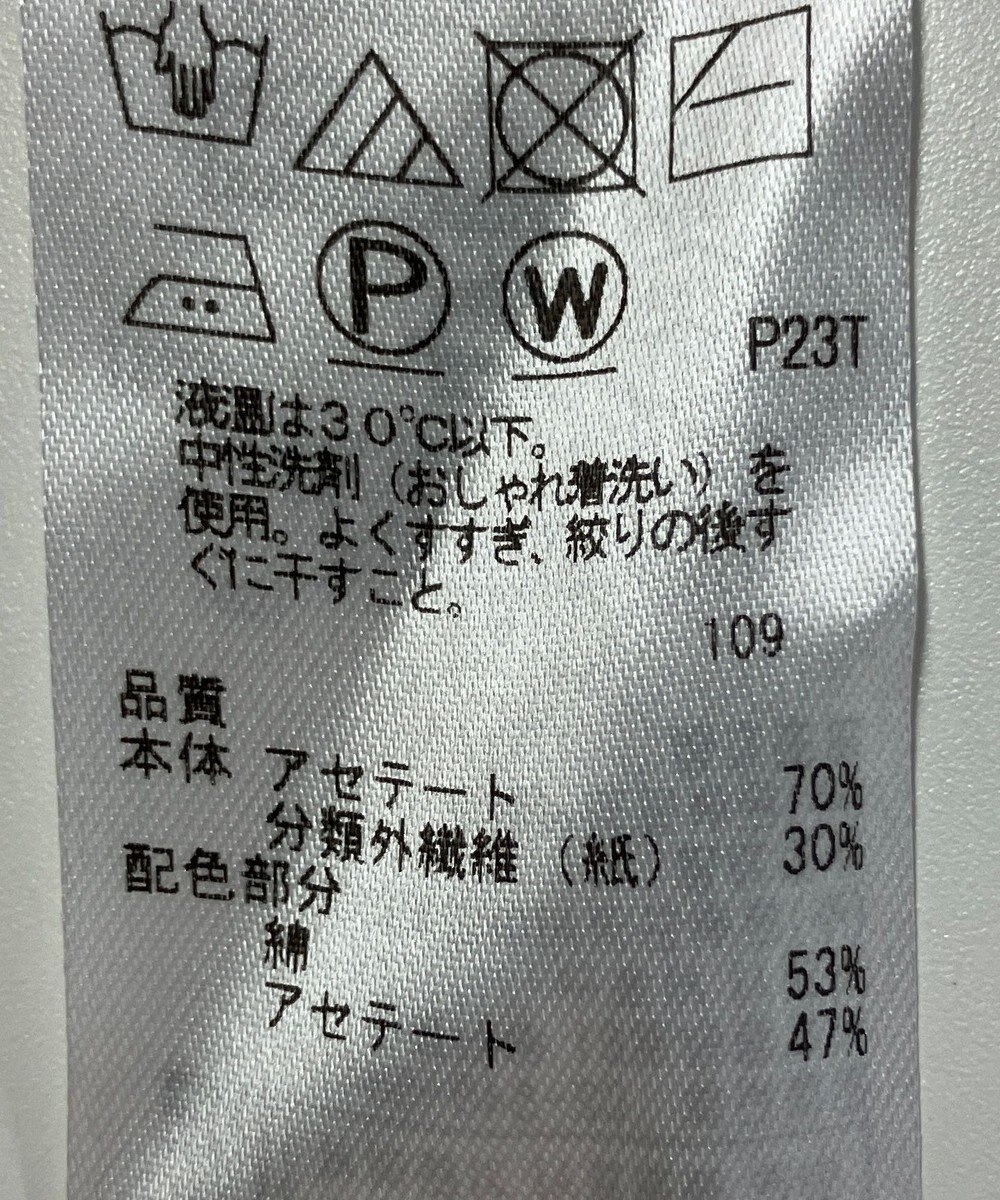 P
W
P23T
液温は30℃以下。
中性洗剤（おしゃれ着洗い）を
使用。よくすすぎ、絞りの後す
ぐに干すこと。
109
品質
本体 アセテート 70%
分類外繊維（紙） 30%
配色部分
綿 53%
アセテート 47%